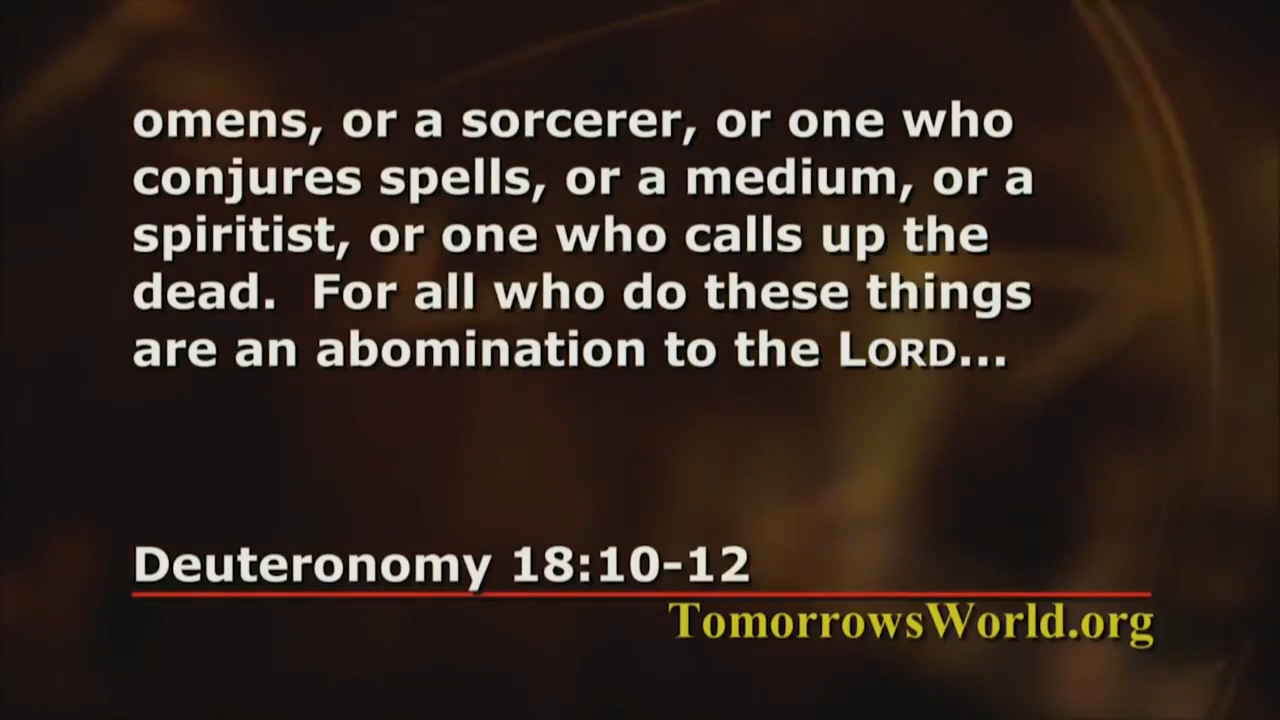 omens, or a sorcerer, or one who
conjures spells, or a medium, or a
spiritist, or one who calls up the
dead.  For all who do these things
are an abomination to the LORD...
Deuteronomy 18:10-12
TomorrowsWorld.org